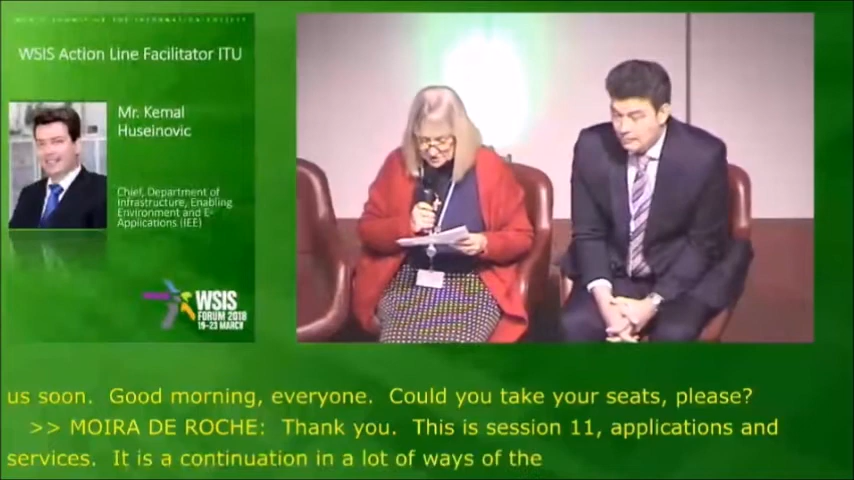 WSIS Action Line Facilitator ITU
Mr. Kemal
Huseinovic
Chief, Department of
Infrastructure, Enabling
Environment and E-
Applications (IEE)
WSIS
FORUM 2018
19-23 MARCH
us soon. Good morning, everyone. Could you take your seats, please?
>> MOIRA DE ROCHE: Thank you. This is session 11, applications and
services. It is a continuation in a lot of ways of the